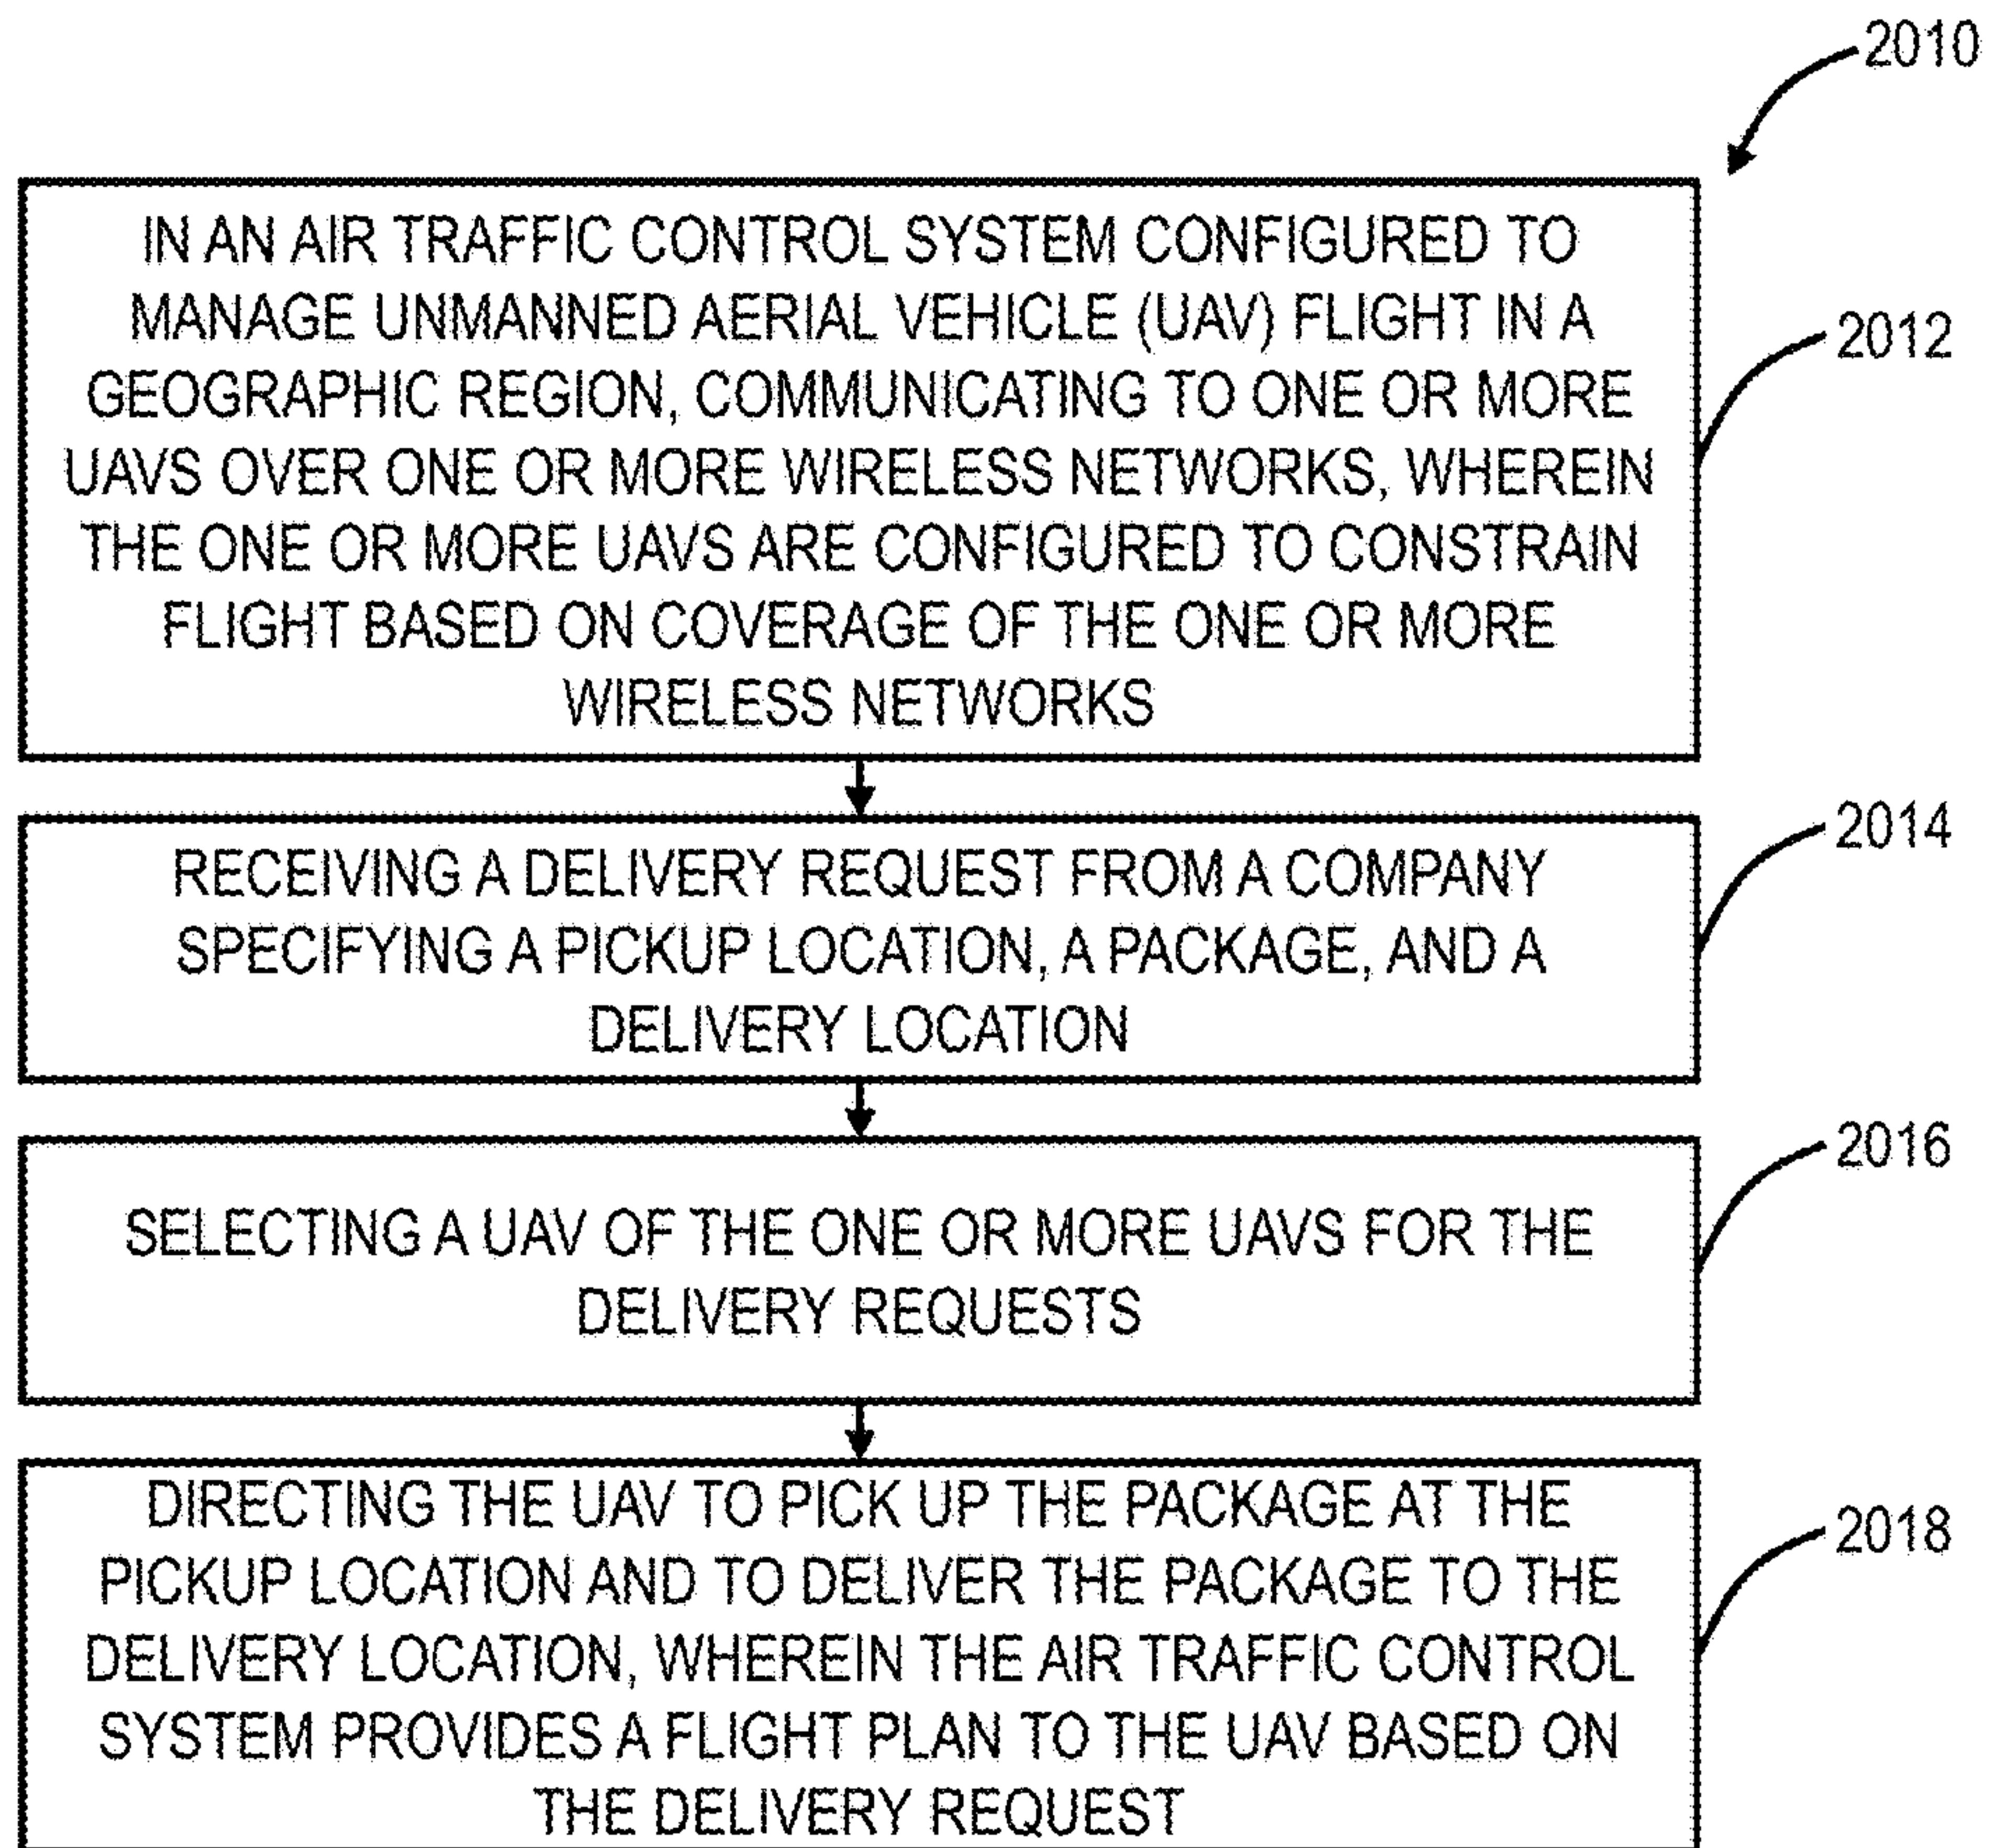 2010
IN AN AIR TRAFFIC CONTROL SYSTEM CONFIGURED TO
MANAGE UNMANNED AERIAL VEHICLE (UAV) FLIGHT IN A
GEOGRAPHIC REGION, COMMUNICATING TO ONE OR MORE
UAVS OVER ONE OR MORE WIRELESS NETWORKS, WHEREIN
THE ONE OR MORE UAVS ARE CONFIGURED TO CONSTRAIN
FLIGHT BASED ON COVERAGE OF THE ONE OR MORE
WIRELESS NETWORKS
2012
RECEIVING A DELIVERY REQUEST FROM A COMPANY
SPECIFYING A PICKUP LOCATION, A PACKAGE, AND A
DELIVERY LOCATION
2014
SELECTING A UAV OF THE ONE OR MORE UAVS FOR THE
DELIVERY REQUESTS
2016
DIRECTING THE UAV TO PICK UP THE PACKAGE AT THE
PICKUP LOCATION AND TO DELIVER THE PACKAGE TO THE
DELIVERY LOCATION, WHEREIN THE AIR TRAFFIC CONTROL
SYSTEM PROVIDES A FLIGHT PLAN TO THE UAV BASED ON
THE DELIVERY REQUEST
2018